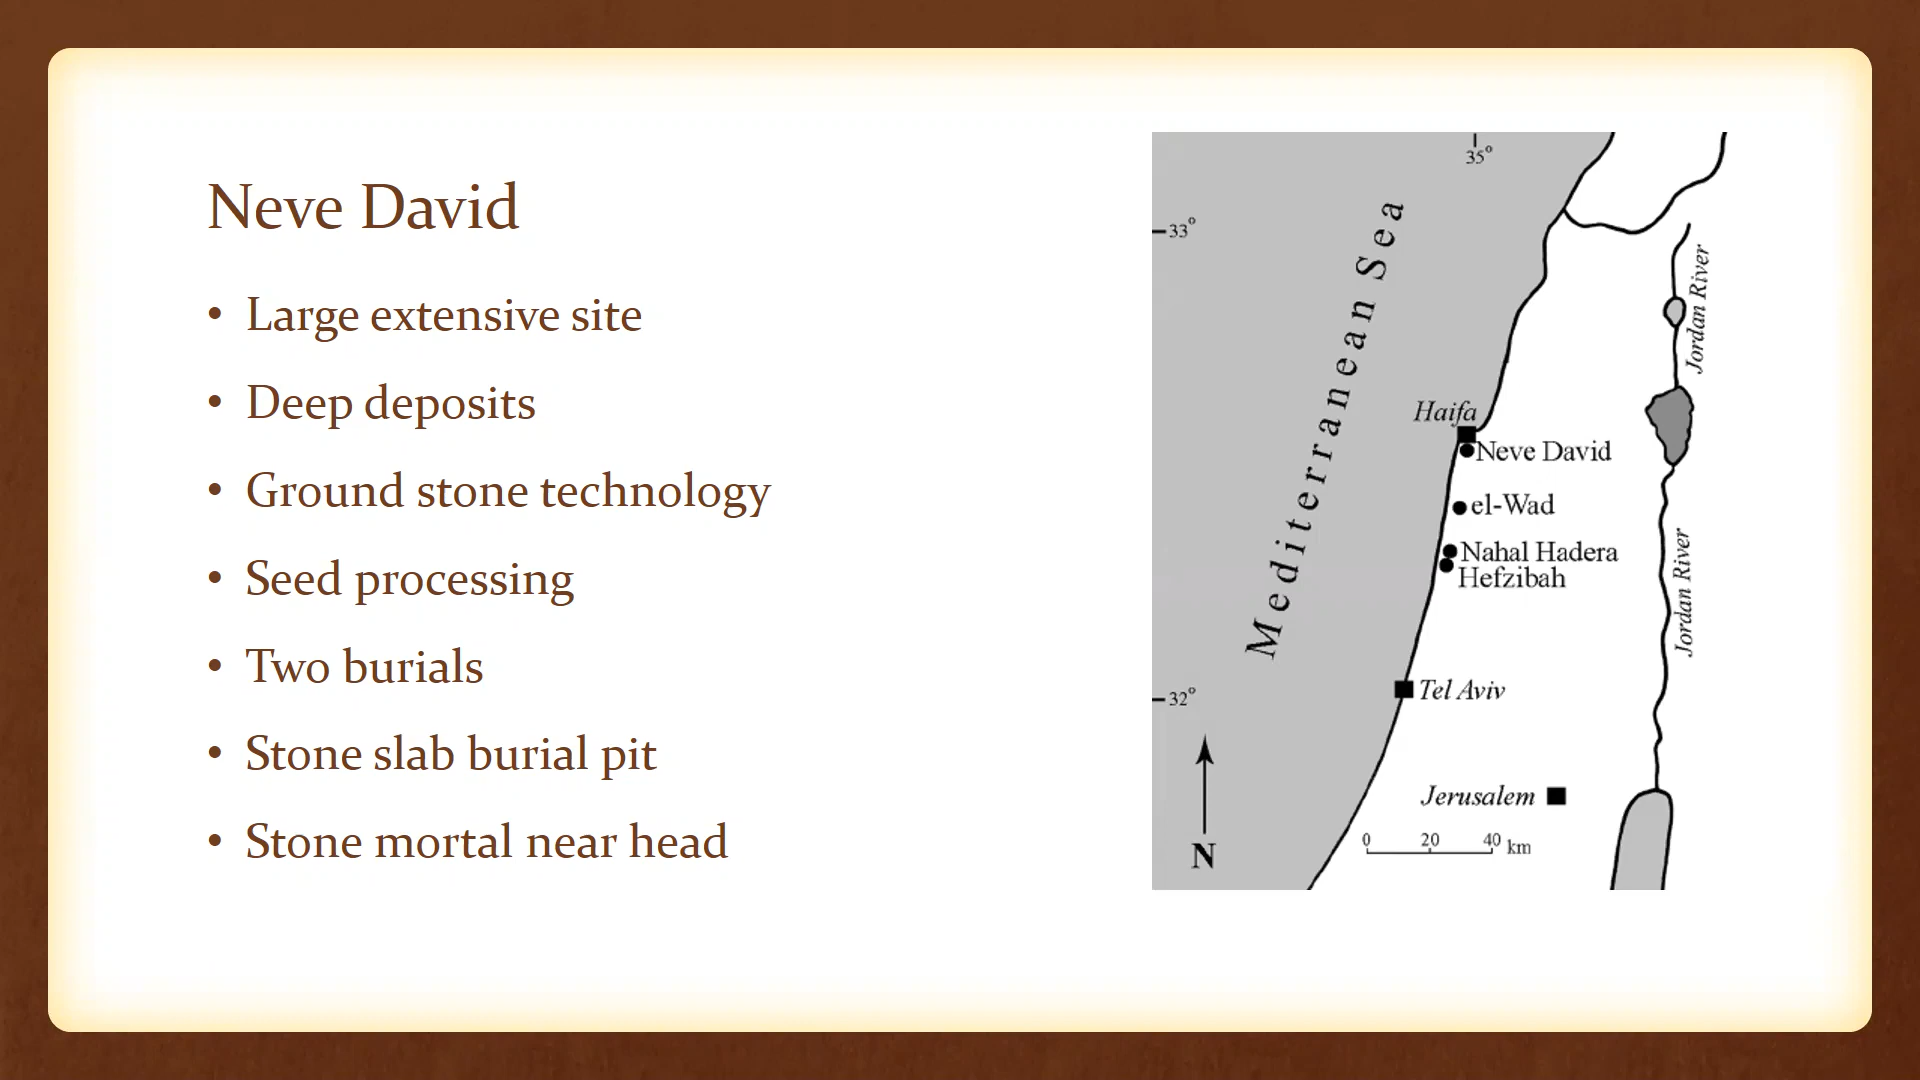 Neve David
• Large extensive site
• Deep deposits
• Ground stone technology
• Seed processing
• Two burials
• Stone slab burial pit
• Stone mortal near head
35°
33°
Mediterranean Sea
Jordan River
Haifa
Neve David
el-Wad
Nahal Hadera
Hefzibah
Jordan River
32°
Tel Aviv
Jerusalem
0 20 40 km
N